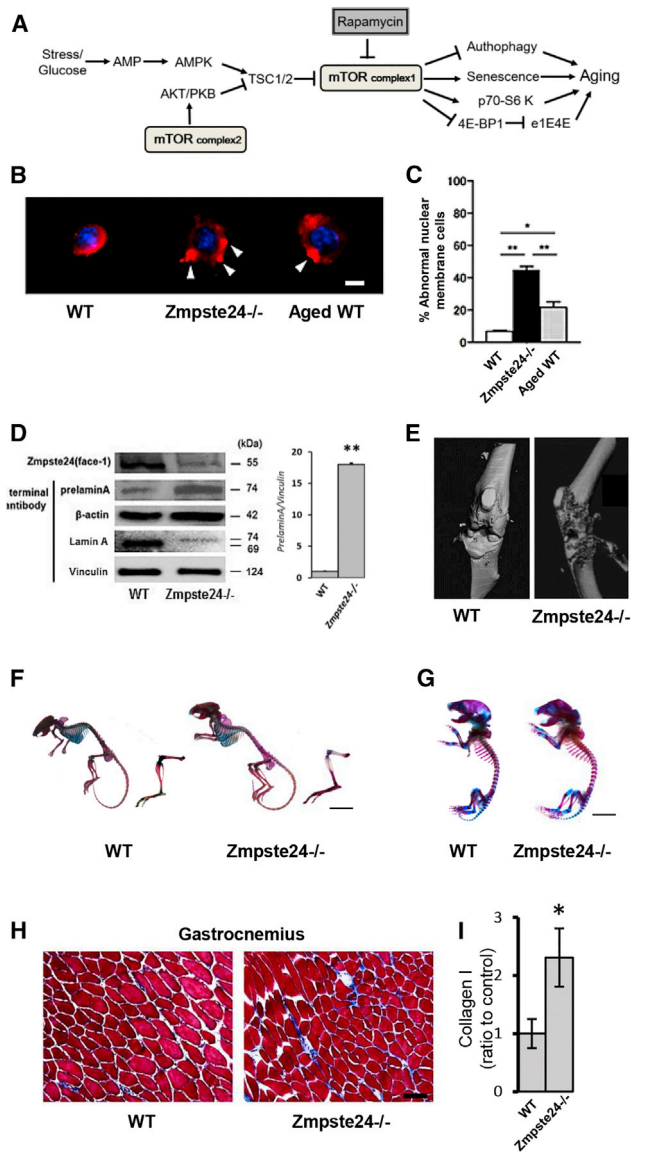 A
Rapamycin
Stress/
Glucose
AMP
AMPK
TSC1/2
mTOR complex1
Autophagy
Senescence
Aging
AKT/PKB
p70-S6 K
4E-BP1
e1E4E
mTOR complex2
B
WT
Zmpste24-/-
Aged WT
C
% Abnormal nuclear
membrane cells
100
80
60
40
20
0
*
**
**
WT
Zmpste24-/-
Aged WT
D
(kDa)
Zmpste24(face-1)
55
terminal
antibody
prelaminA
74
β-actin
42
Lamin A
74
69
Vinculin
124
WT
Zmpste24-/-
PrelaminA/Vinculin
20
15
10
5
0
**
WT
Zmpste24-/-
E
WT
Zmpste24-/-
F
WT
Zmpste24-/-
G
WT
Zmpste24-/-
H
Gastrocnemius
WT
Zmpste24-/-
I
Collagen I
(ratio to control)
3
2
1
0
*
WT
Zmpste24-/-